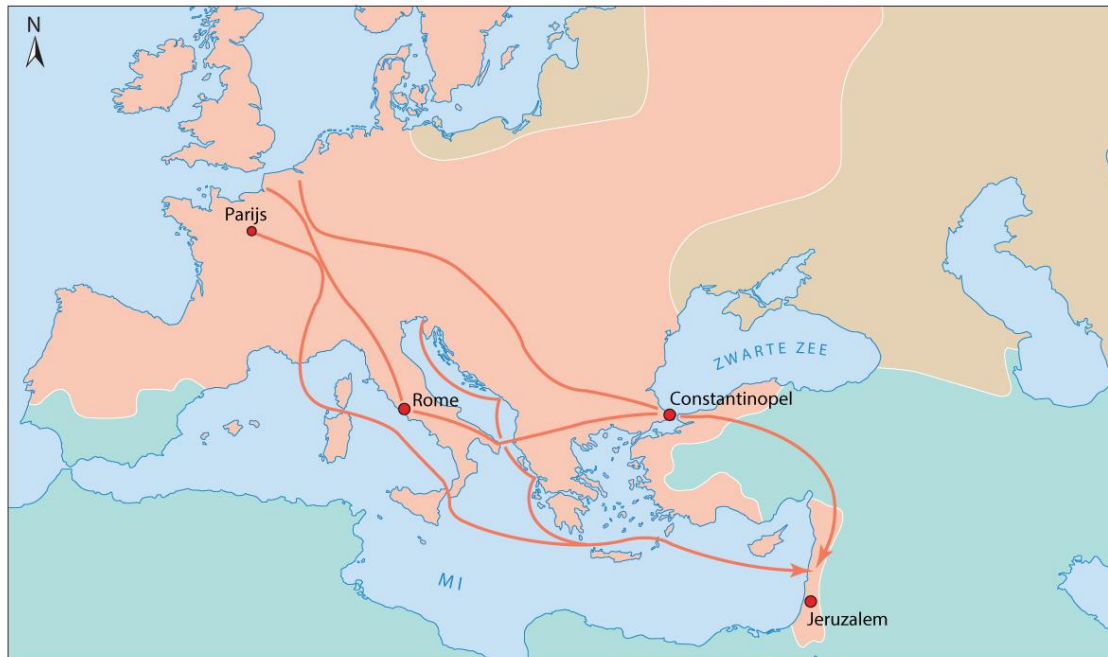 N
Parijs
ZWARTE ZEE
Rome
Constantinopel
MI
Jeruzalem